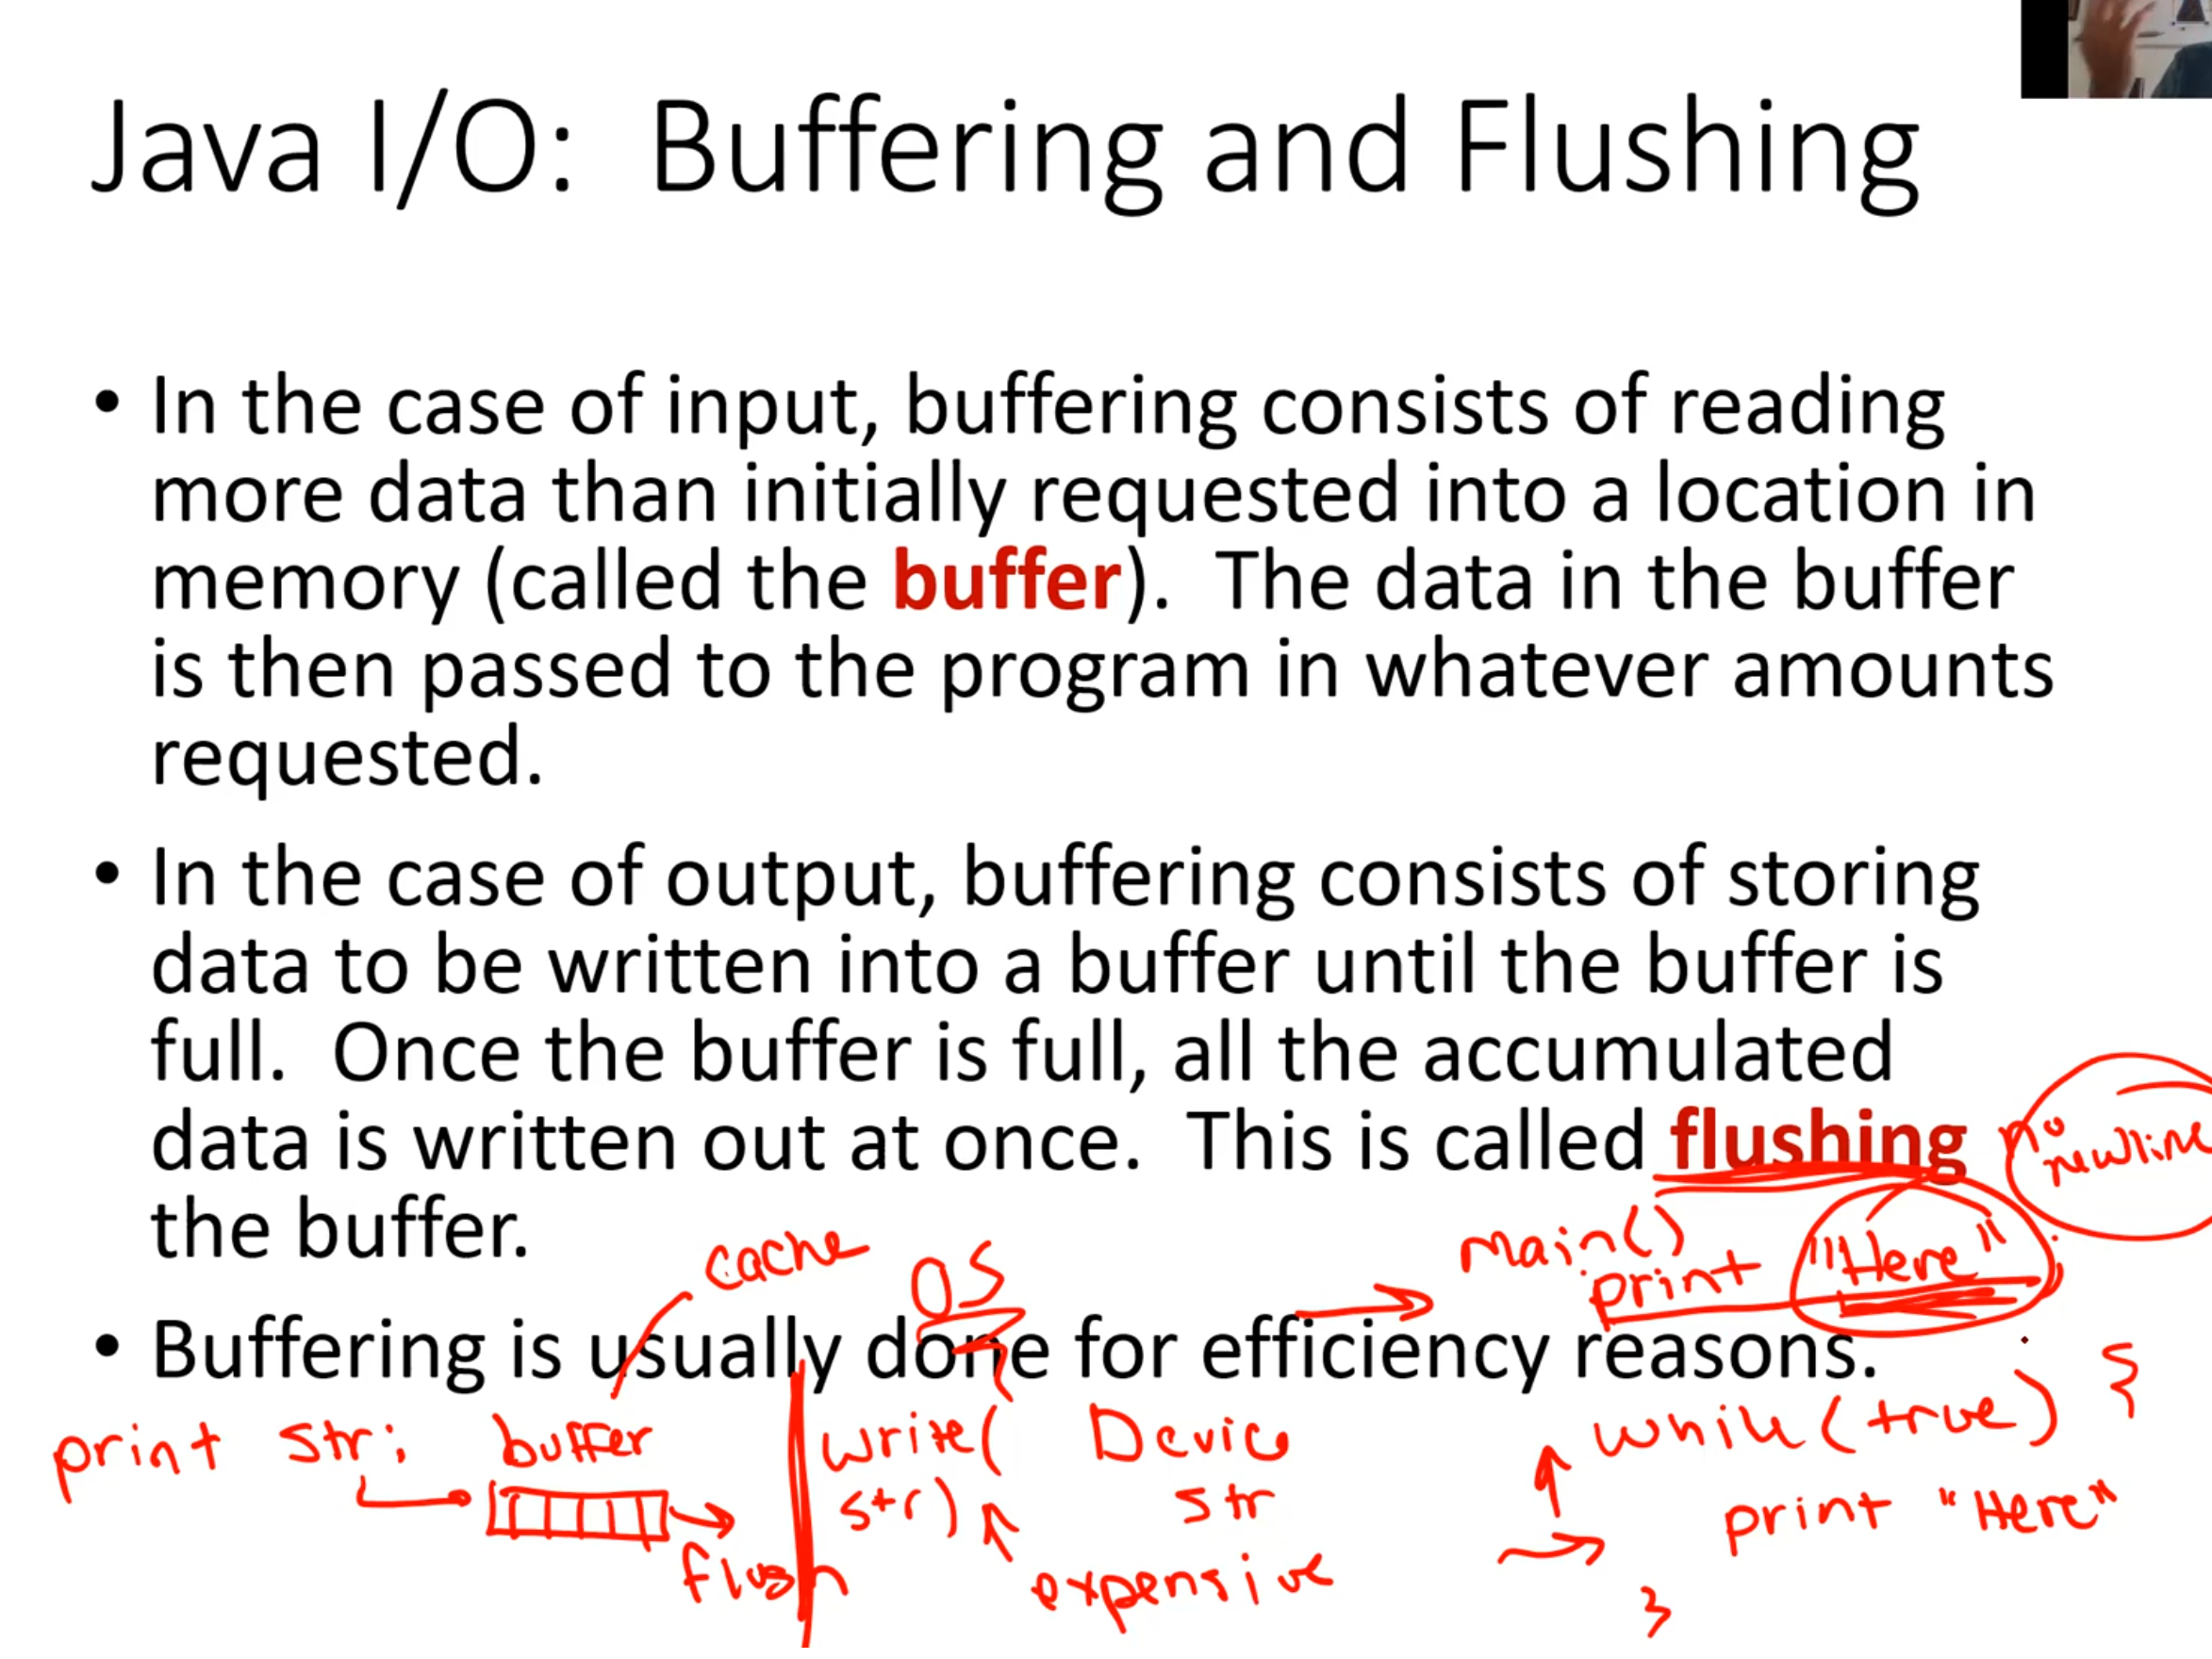 Java I/O: Buffering and Flushing
• In the case of input, buffering consists of reading
more data than initially requested into a location in
memory (called the buffer). The data in the buffer
is then passed to the program in whatever amounts
requested.
• In the case of output, buffering consists of storing
data to be written into a buffer until the buffer is
full. Once the buffer is full, all the accumulated
data is written out at once. This is called flushing
the buffer.
no
newline
cache
OS
main()
print "Here"
• Buffering is usually done for efficiency reasons.
print str;
buffer
flush
write(
str)
Device
str
expensive
while(true) {
print "Here"
}